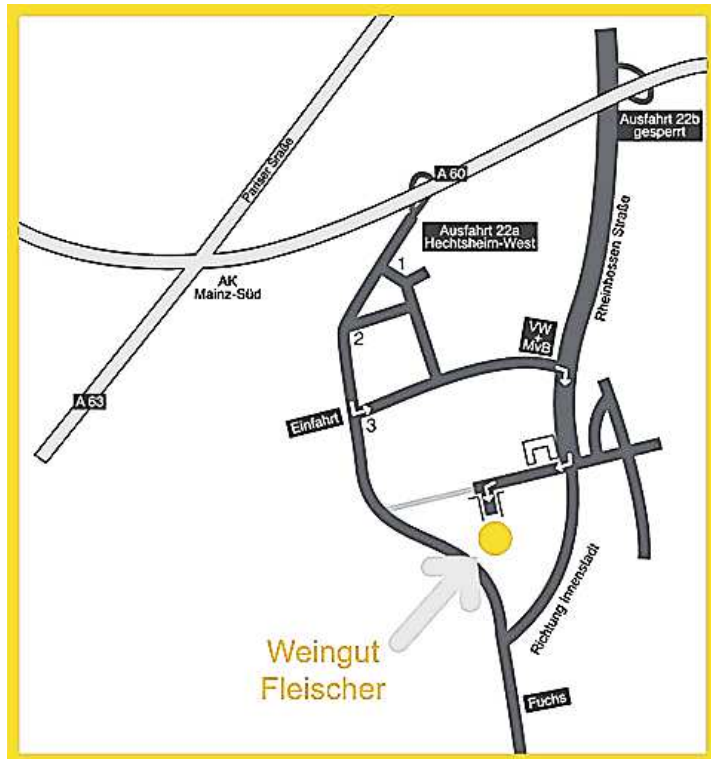 Pariser Straße
A 60
Ausfahrt 22b
gesperrt
Ausfahrt 22a
Hechtsheim-West
Rheinhessen Straße
AK
Mainz-Süd
1
2
VW
+
MvB
A 63
Einfahrt
3
Richtung Innenstadt
Weingut
Fleischer
Fuchs